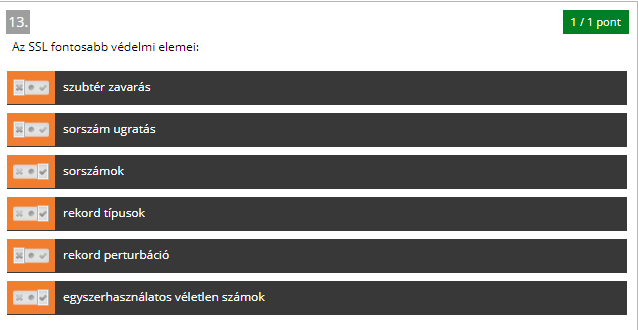 13.
1 / 1 pont
Az SSL fontosabb védelmi elemei:
szubtér zavarás
sorszám ugratás
sorszámok
rekord típusok
rekord perturbáció
egyszerhasználatos véletlen számok